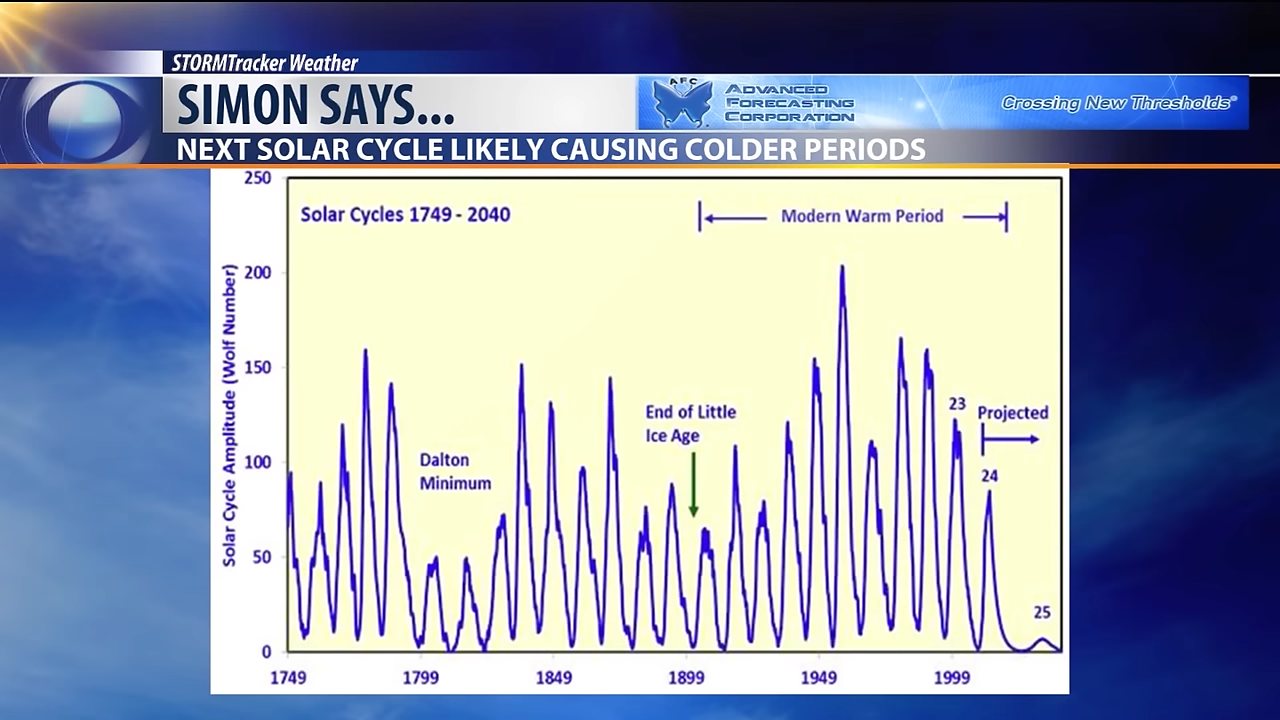 STORMTracker Weather
SIMON SAYS...
AFC
ADVANCED
FORECASTING
CORPORATION
Crossing New Thresholds®
NEXT SOLAR CYCLE LIKELY CAUSING COLDER PERIODS
250
Solar Cycles 1749 - 2040
Modern Warm Period
200
Solar Cycle Amplitude (Wolf Number)
150
End of Little
Ice Age
23
Projected
100
Dalton
Minimum
24
50
25
0
1749
1799
1849
1899
1949
1999